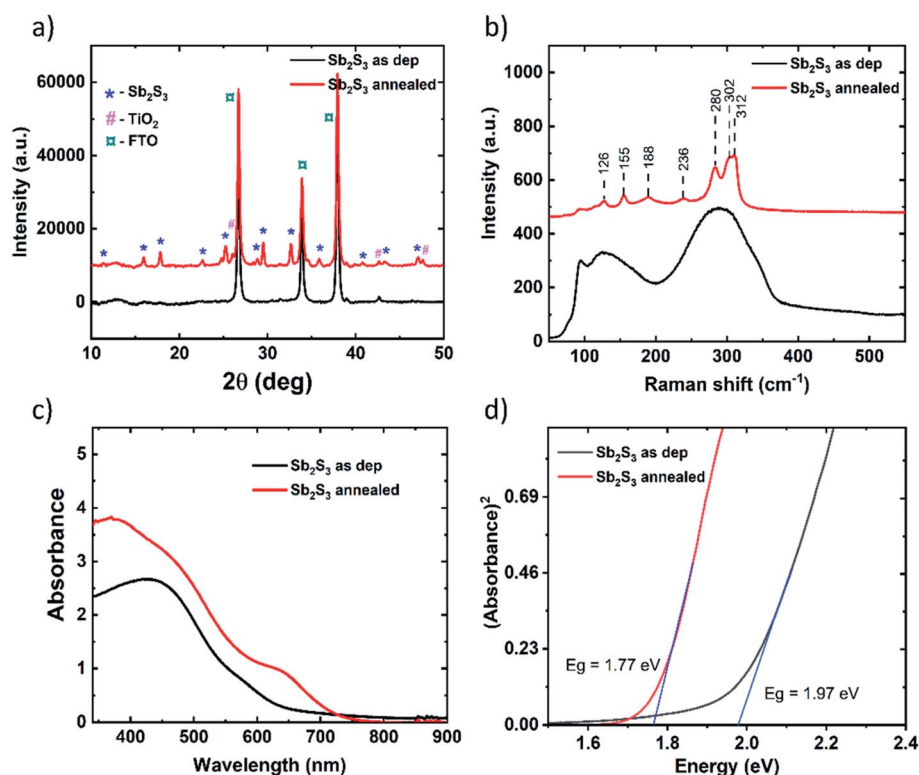 a)
Sb₂S₃ as dep
Sb₂S₃ annealed
* - Sb₂S₃
# - TiO₂
¤ - FTO
60000
50000
20000
10000
0
Intensity (a.u.)
¤
¤
¤
* * * * * # * * * * * # * * #
10 20 30 40 50
2θ (deg)
b)
Sb₂S₃ as dep
Sb₂S₃ annealed
1000
800
600
400
200
0
Intensity (a.u.)
126
155
188
236
280
302
312
100 200 300 400 500
Raman shift (cm⁻¹)
c)
Sb₂S₃ as dep
Sb₂S₃ annealed
5
4
3
2
1
0
Absorbance
400 500 600 700 800 900
Wavelength (nm)
d)
Sb₂S₃ as dep
Sb₂S₃ annealed
0.69
0.46
0.23
0.00
(Absorbance)²
Eg = 1.77 eV
Eg = 1.97 eV
1.6 1.8 2.0 2.2 2.4
Energy (eV)